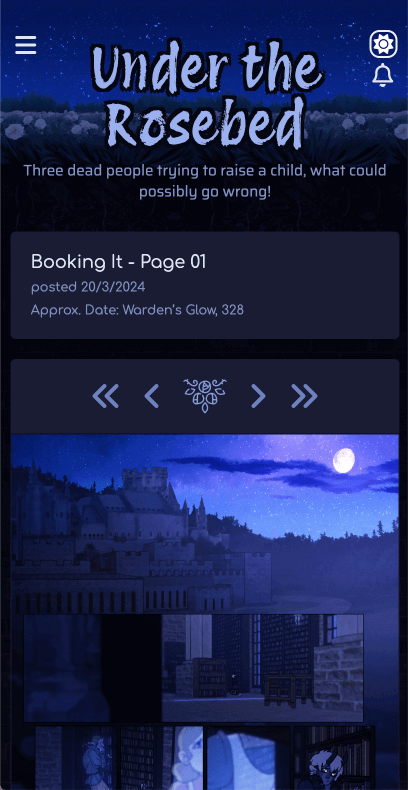 Under the
Rosebed
Three dead people trying to raise a child, what could
possibly go wrong!
Booking It - Page 01
posted 20/3/2024
Approx. Date: Warden's Glow, 328